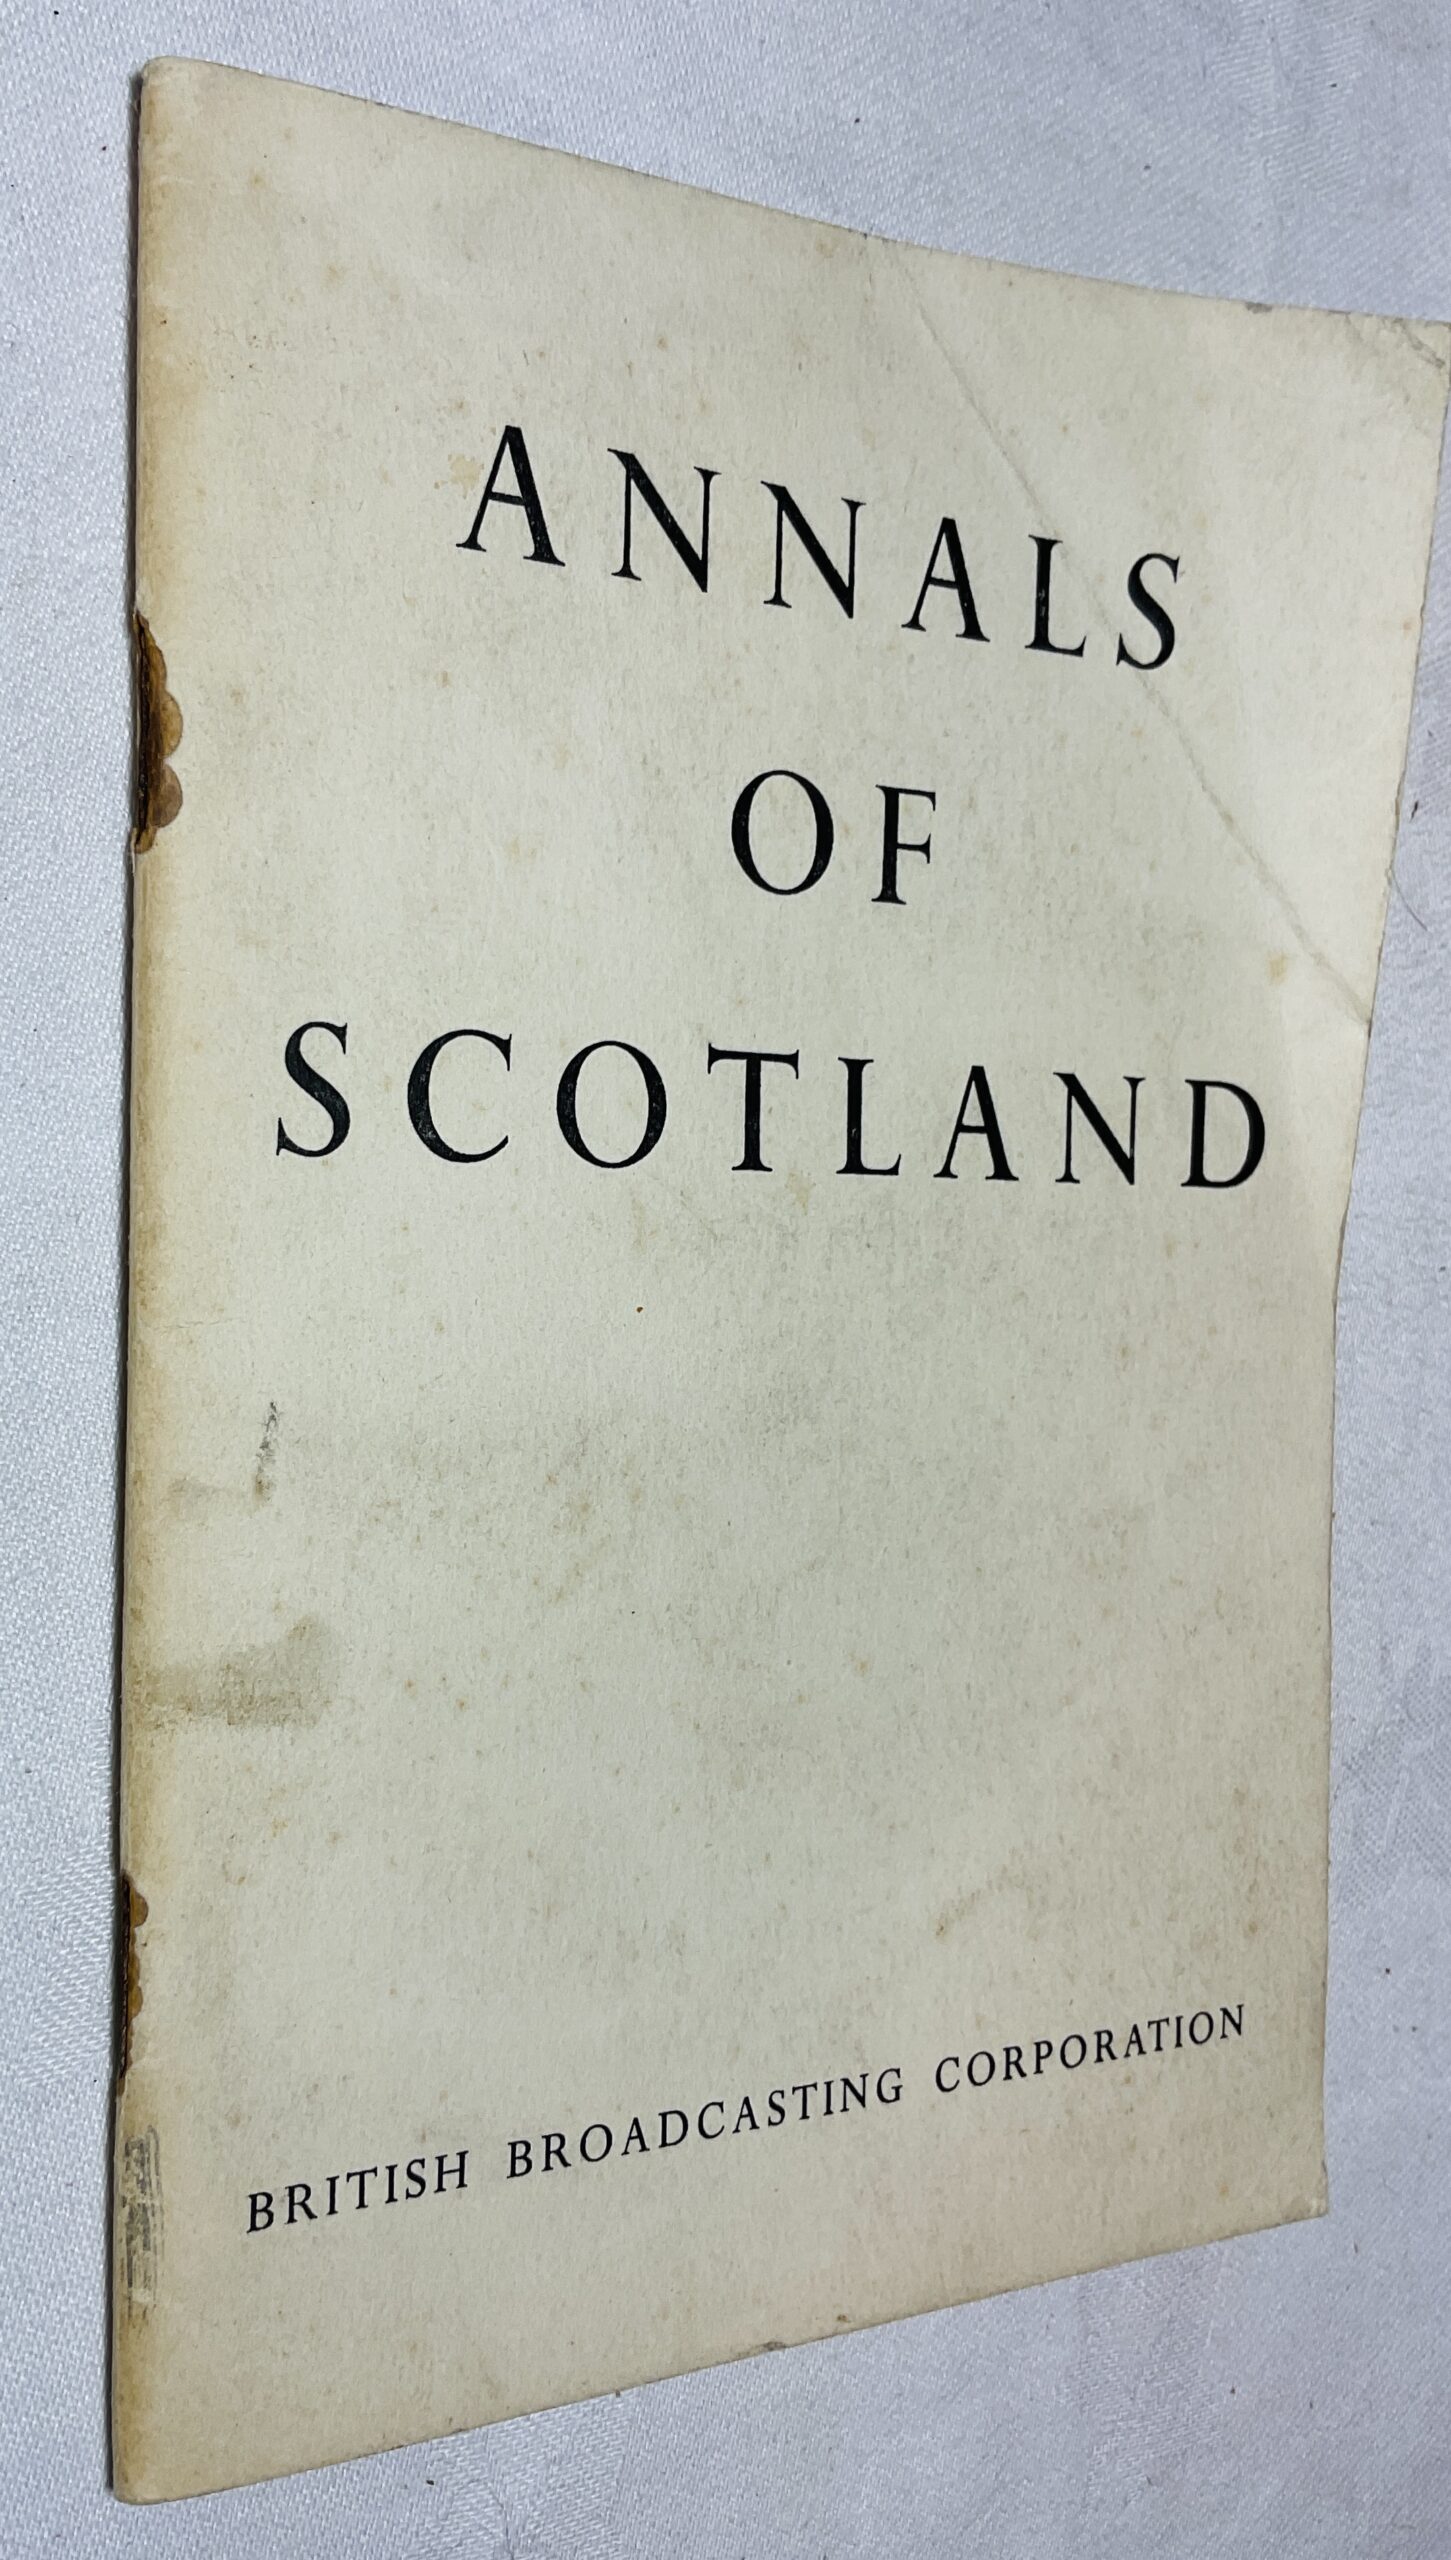 ANNALS
OF
SCOTLAND
BRITISH BROADCASTING CORPORATION